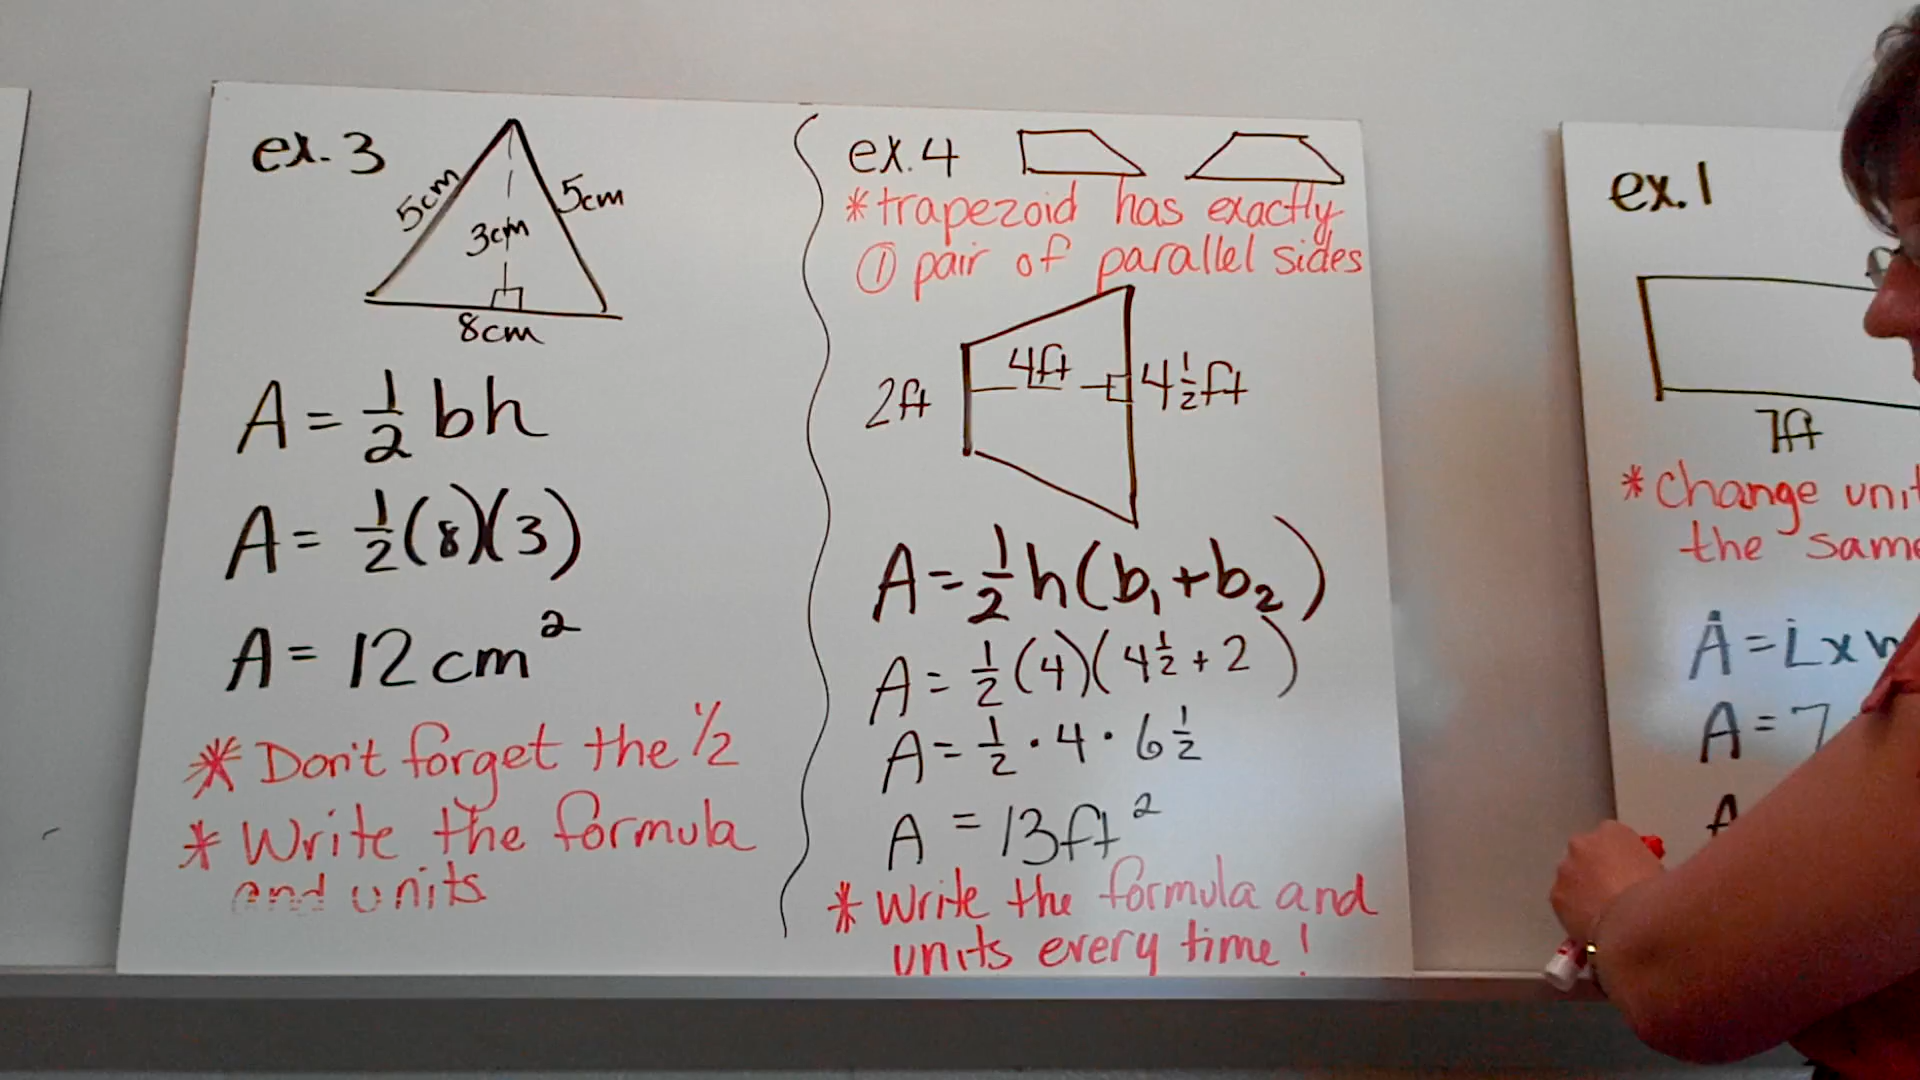 ex. 3
5cm
5cm
3cm
8cm
A = 1/2 bh
A = 1/2 (8)(3)
A = 12 cm²
* Don't forget the 1/2
* Write the formula
and units
ex. 4
* trapezoid has exactly
① pair of parallel sides
4ft
2ft
4 1/2 ft
A = 1/2 h (b₁ + b₂)
A = 1/2 (4)(4 1/2 + 2)
A = 1/2 · 4 · 6 1/2
A = 13 ft²
* Write the formula and
units every time!
ex. 1
7ft
* Change
the same
A = L x
A = 7
A